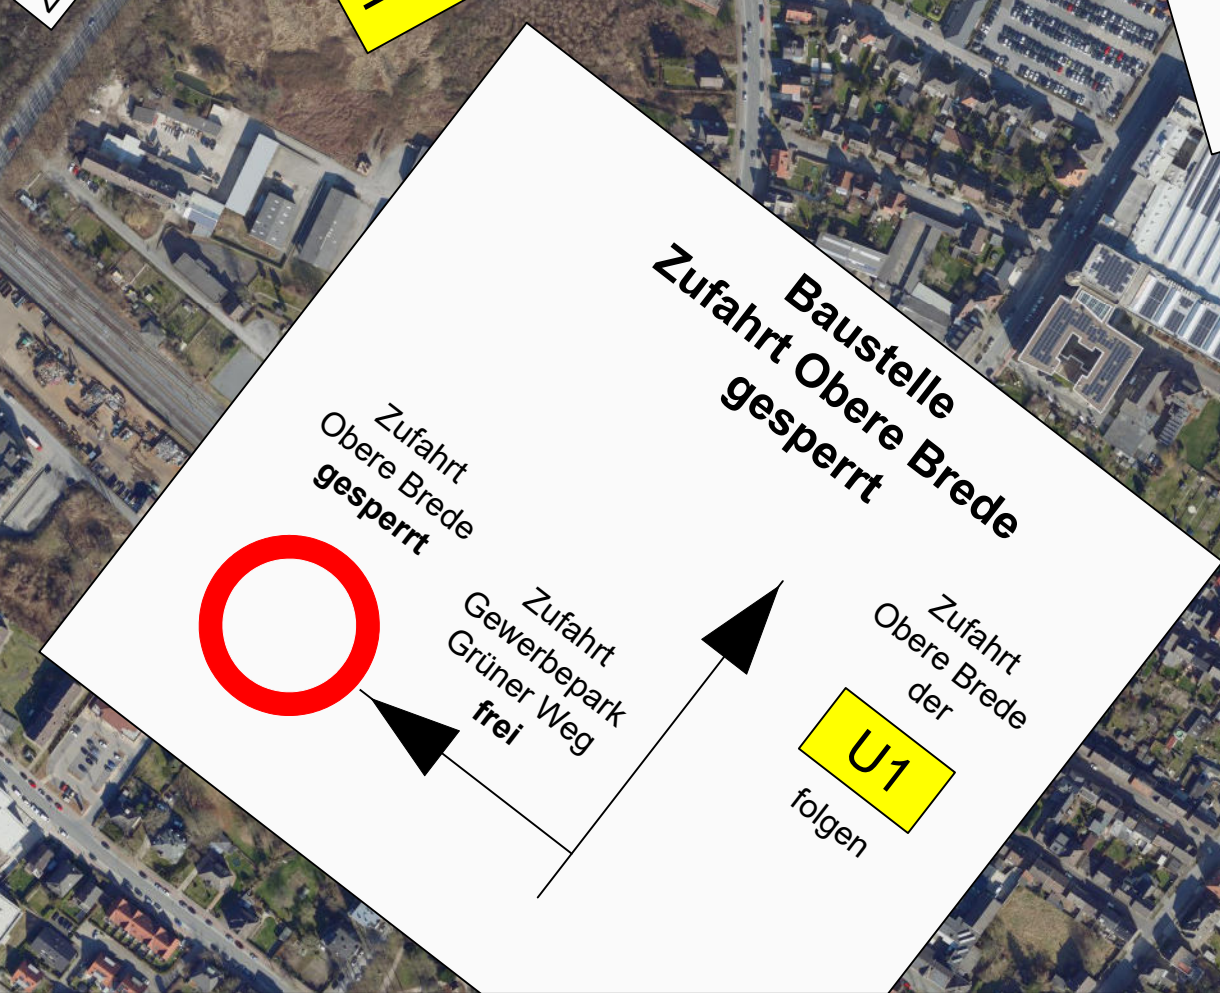 Baustelle
Zufahrt Obere Brede
gesperrt
Zufahrt
Obere Brede
gesperrt
Zufahrt
Gewerbepark
Grüner Weg
frei
Zufahrt
Obere Brede
der
U1
folgen